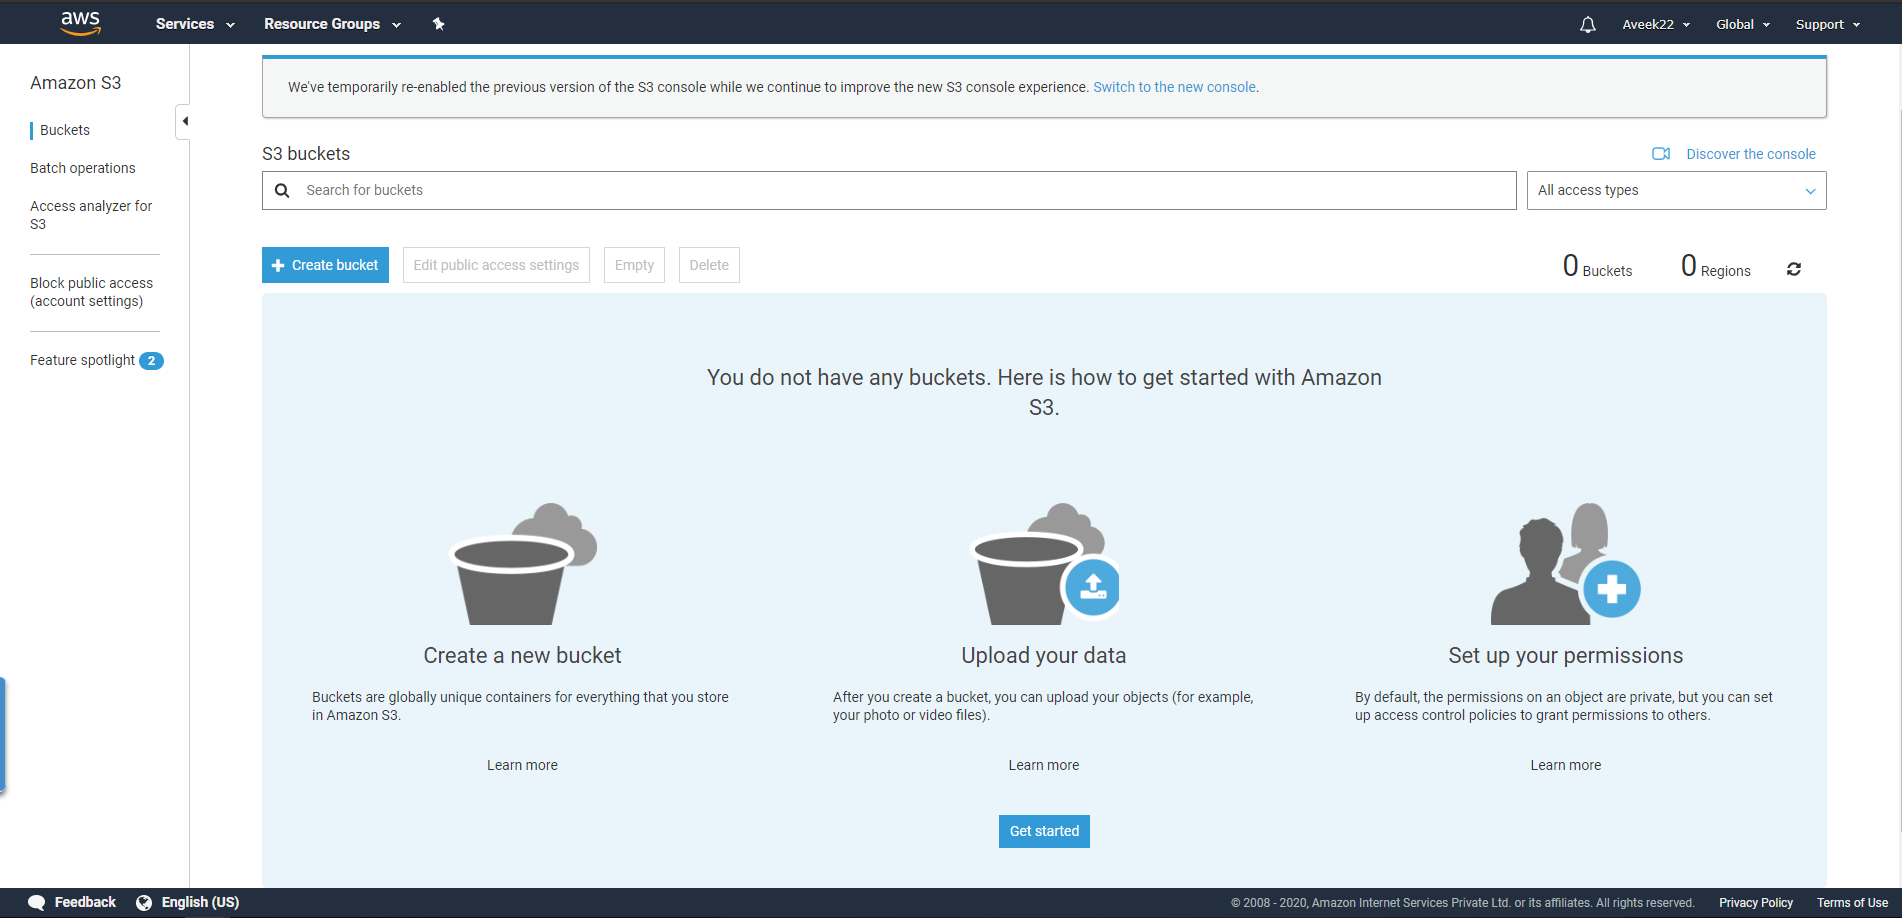 aws
Services
Resource Groups
Aveek22
Global
Support
Amazon S3
Buckets
Batch operations
Access analyzer for
S3
Block public access
(account settings)
Feature spotlight 2
We've temporarily re-enabled the previous version of the S3 console while we continue to improve the new S3 console experience. Switch to the new console.
S3 buckets
Discover the console
Search for buckets
All access types
Create bucket
Edit public access settings
Empty
Delete
0 Buckets
0 Regions
You do not have any buckets. Here is how to get started with Amazon
S3.
Create a new bucket
Buckets are globally unique containers for everything that you store
in Amazon S3.
Learn more
Upload your data
After you create a bucket, you can upload your objects (for example,
your photo or video files).
Learn more
Set up your permissions
By default, the permissions on an object are private, but you can set
up access control policies to grant permissions to others.
Learn more
Get started
Feedback
English (US)
© 2008 - 2020, Amazon Internet Services Private Ltd. or its affiliates. All rights reserved.
Privacy Policy
Terms of Use